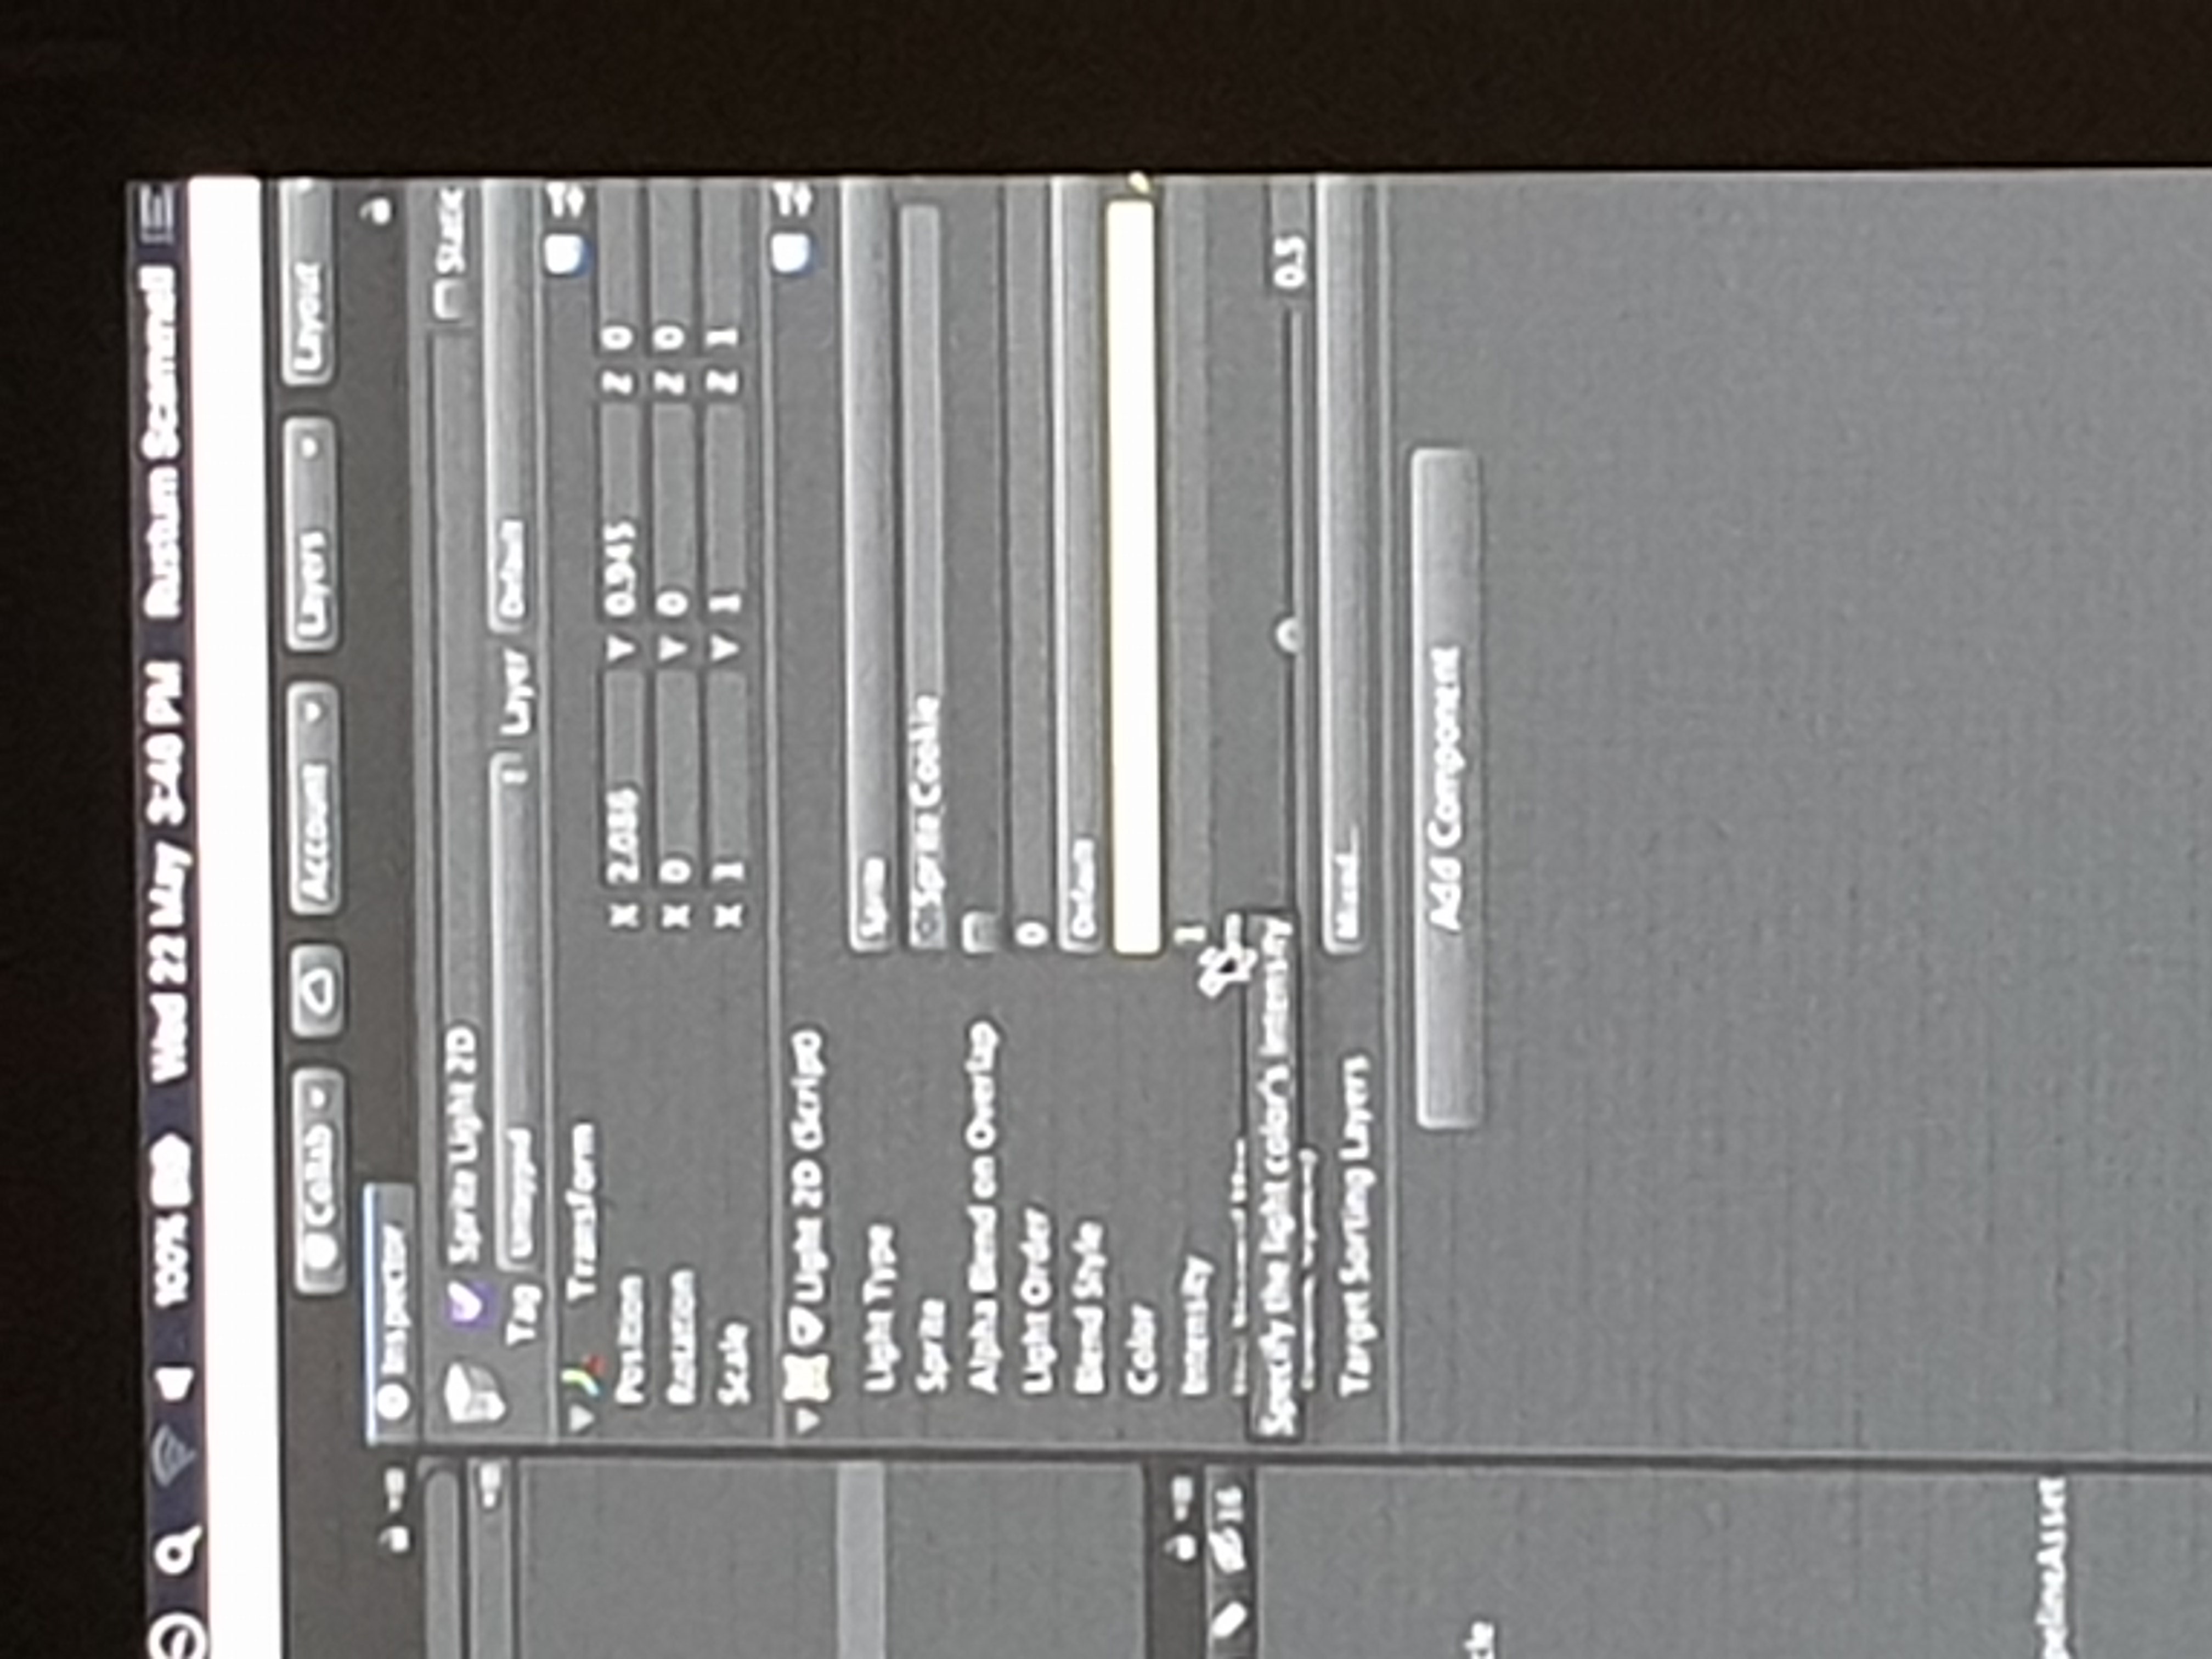 100% Wed 22 May 3:48 PM Rustum Scammell
Collab Account Layers Layout
Inspector
Sprite Light 2D Static
Tag Untagged Layer Default
Transform
Position X 2.086 Y 0.945 Z 0
Rotation X 0 Y 0 Z 0
Scale X 1 Y 1 Z 1
Light 2D (Script)
Light Type Sprite
Sprite Sprite Cookie
Alpha Blend on Overlap
Light Order 0
Blend Style Default
Color
Intensity 1
16
Specify the light color's intensity
0.5
Target Sorting Layers Mixed...
Add Component
cle
pelineAsset